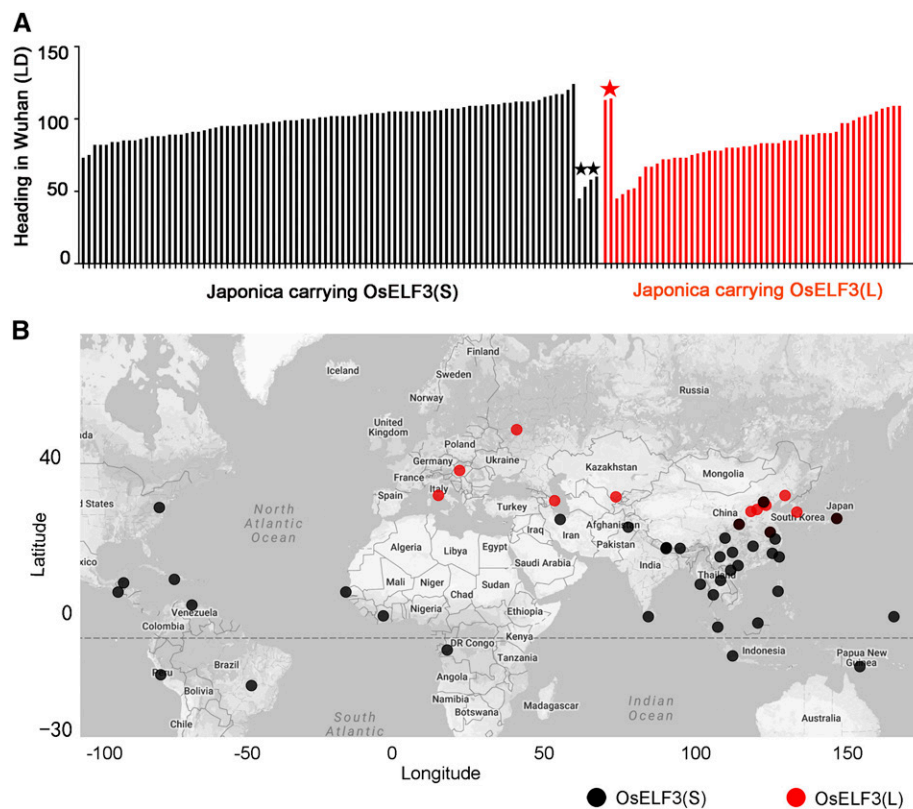 A
150
100
50
0
Heading in Wuhan (LD)
Japonica carrying OsELF3(S)
Japonica carrying OsELF3(L)
B
Finland
Iceland
Sweden
Norway
Russia
United
Kingdom
Poland
Germany
Ukraine
France
Kazakhstan
Mongolia
Italy
Spain
Turkey
China
Japan
South Korea
North
Atlantic
Ocean
Afghanistan
Iraq
Iran
Pakistan
Algeria
Libya
Egypt
Saudi Arabia
India
Mali
Niger
Sudan
Chad
Thailand
Nigeria
Ethiopia
Venezuela
Colombia
Kenya
DR Congo
Tanzania
Indonesia
Papua New
Guinea
Brazil
Peru
Angola
Bolivia
Namibia
Madagascar
Botswana
Indian
Ocean
Chile
South
Atlantic
Australia
ed States
xico
nada
40
0
−30
Latitude
-100
-50
0
50
100
150
Longitude
OsELF3(S)
OsELF3(L)